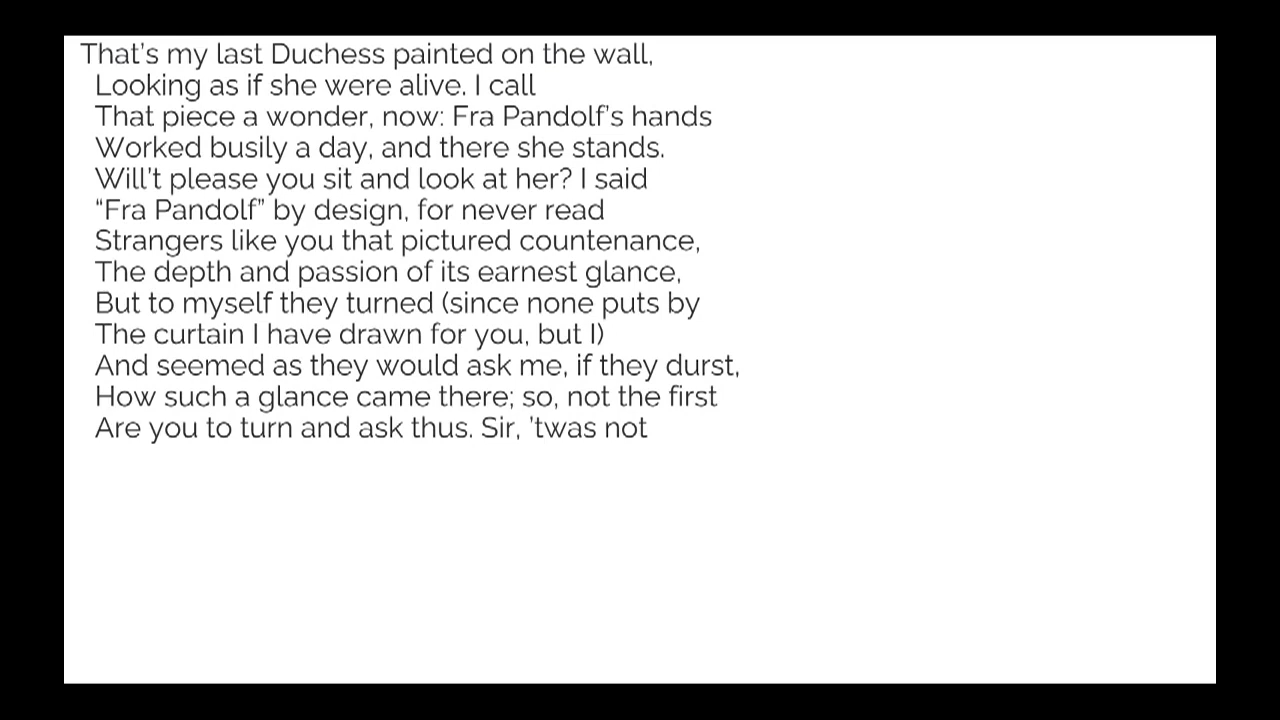 That's my last Duchess painted on the wall,
Looking as if she were alive. I call
That piece a wonder, now: Fra Pandolf's hands
Worked busily a day, and there she stands.
Will't please you sit and look at her? I said
“Fra Pandolf” by design, for never read
Strangers like you that pictured countenance,
The depth and passion of its earnest glance,
But to myself they turned (since none puts by
The curtain I have drawn for you, but I)
And seemed as they would ask me, if they durst,
How such a glance came there; so, not the first
Are you to turn and ask thus. Sir, 'twas not